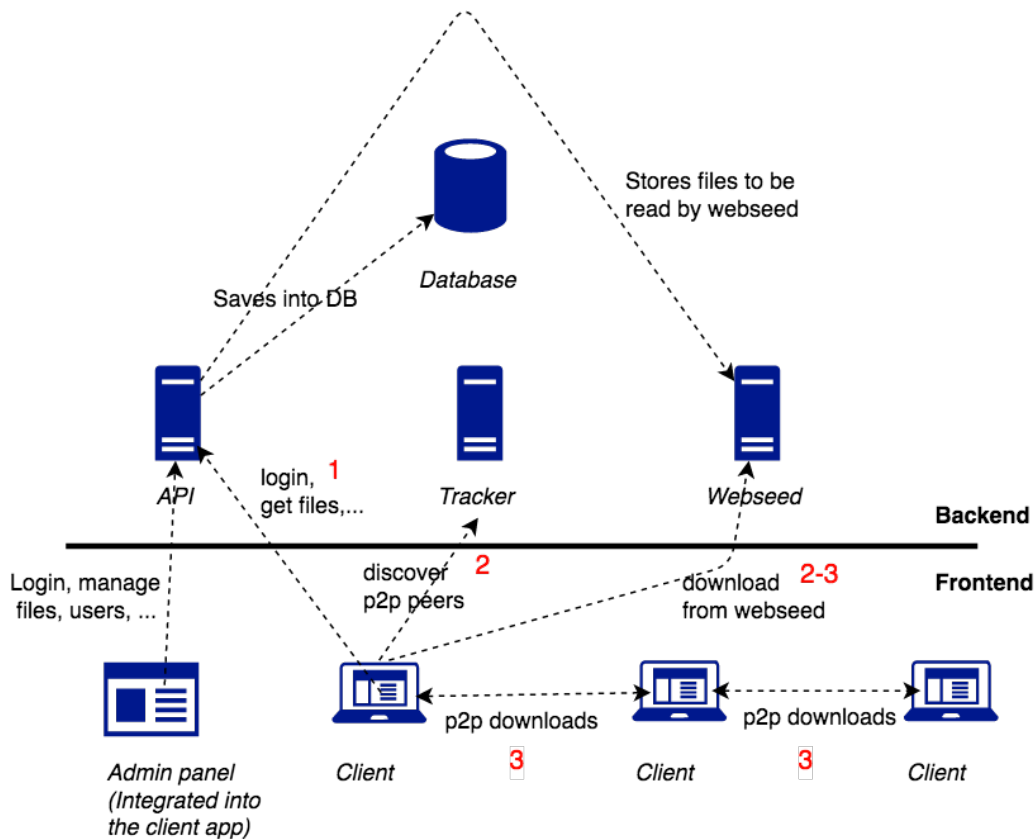 Stores files to be
read by webseed
Database
Saves into DB
API
login, 1
get files,...
Tracker
Webseed
Backend
Login, manage
files, users, ...
discover 2
p2p peers
download 2-3
from webseed
Frontend
p2p downloads
3
p2p downloads
3
Admin panel
(Integrated into
the client app)
Client
Client
Client